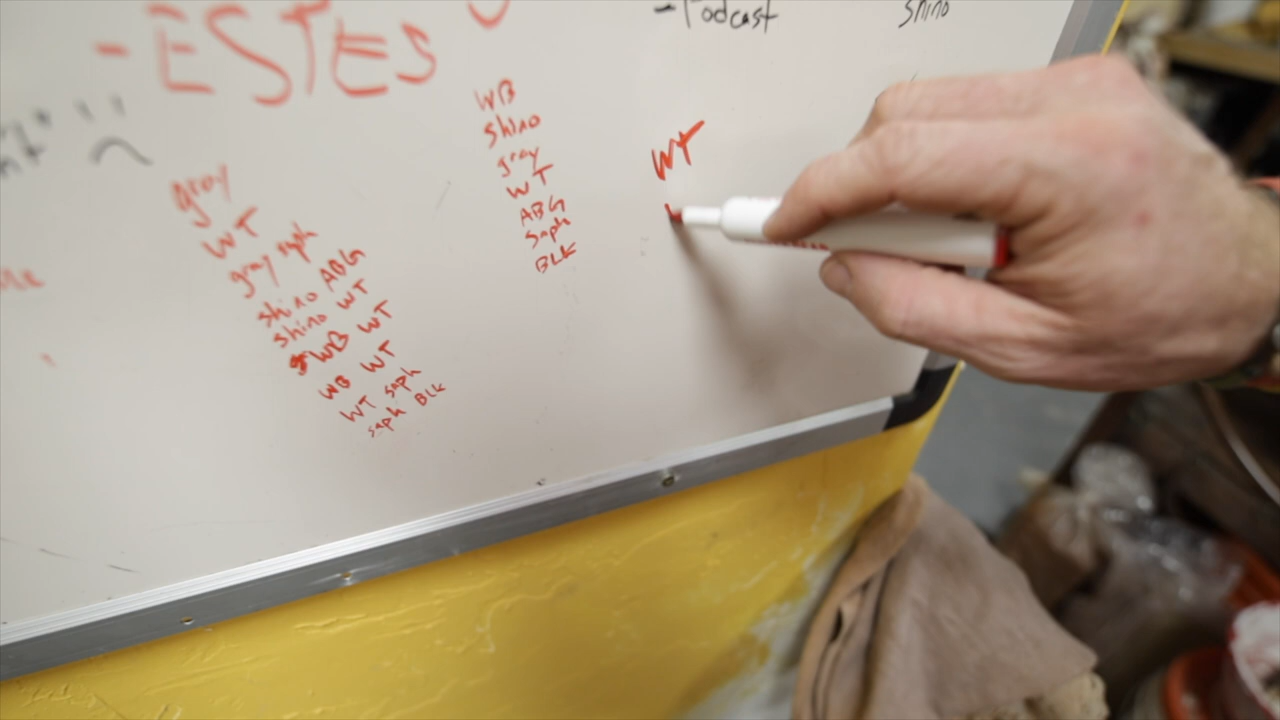 - ESTES
- Podcast
shino
WB
shino
gray
WT
ABG
saph
BLK
WT
gray
WT
gray saph
shino ABG
shino WT
WB WT
WB WT
WT saph
saph BLK